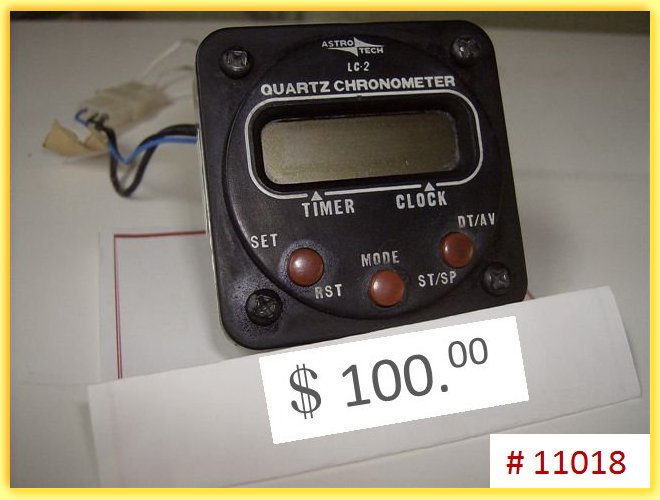 ASTRO TECH
LC-2
QUARTZ CHRONOMETER
TIMER CLOCK
SET MODE DT/AV
RST ST/SP
$ 100.00
# 11018